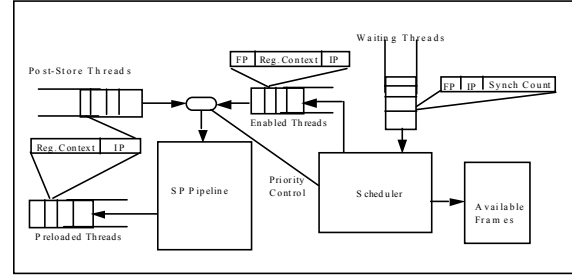 Waiting Threads
FP Reg. Context IP
Post-Store Threads
FP IP Synch Count
Enabled Threads
Reg. Context IP
SP Pipeline
Priority
Control
Scheduler
Available
Frames
Preloaded Threads